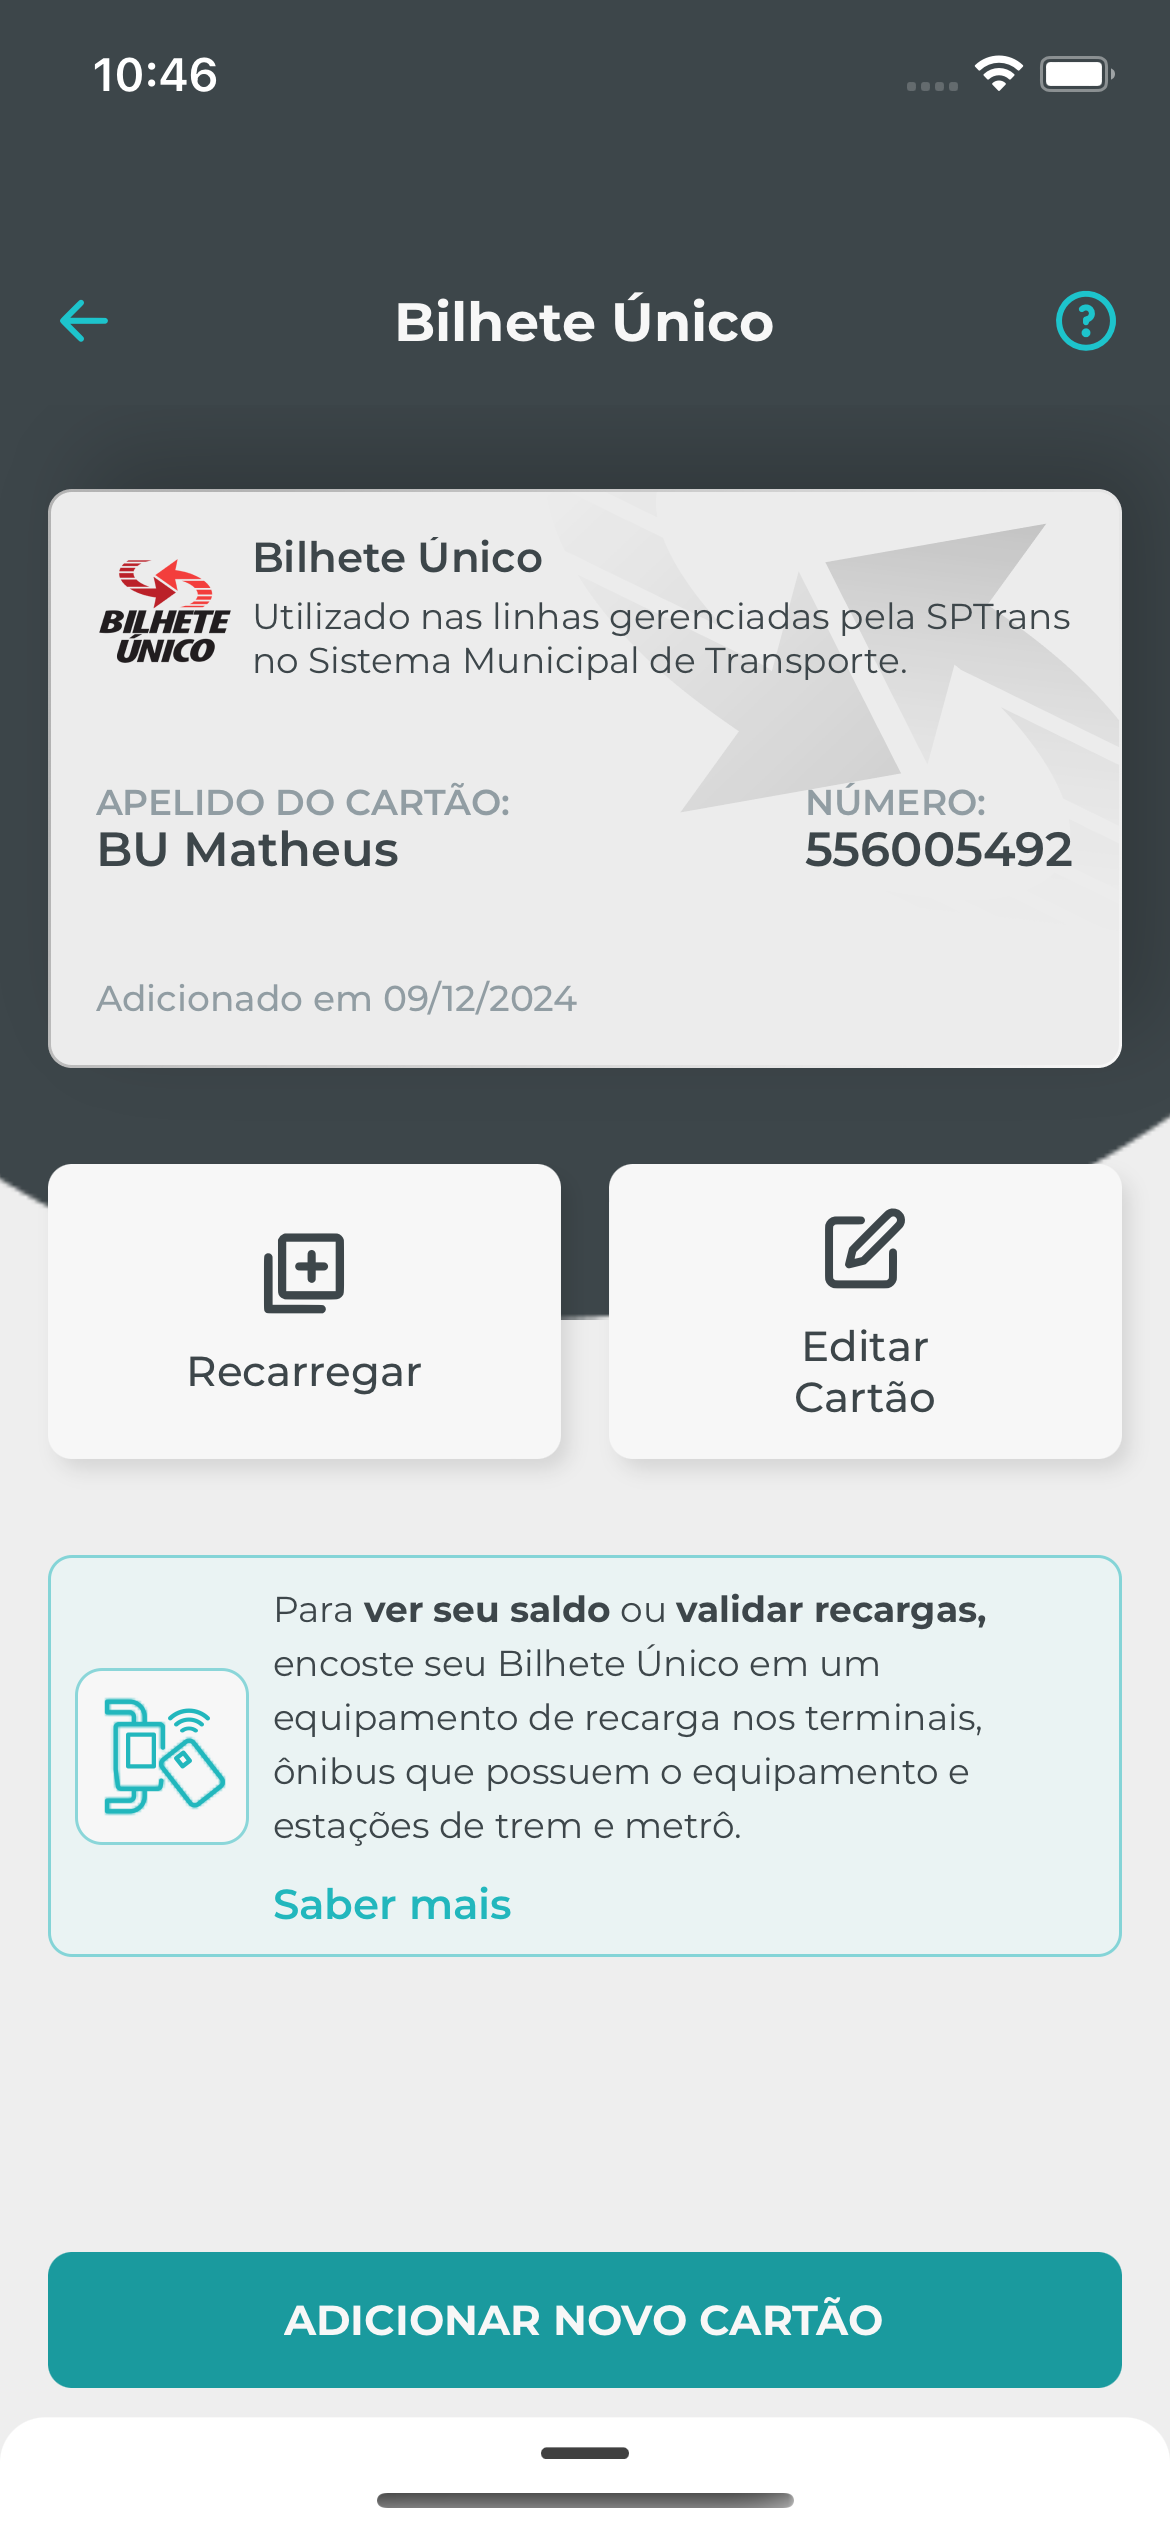 10:46
Bilhete Único
BILHETE
ÚNICO
Bilhete Único
Utilizado nas linhas gerenciadas pela SPTrans
no Sistema Municipal de Transporte.
APELIDO DO CARTÃO:
BU Matheus
NÚMERO:
556005492
Adicionado em 09/12/2024
Recarregar
Editar
Cartão
Para ver seu saldo ou validar recargas,
encoste seu Bilhete Único em um
equipamento de recarga nos terminais,
ônibus que possuem o equipamento e
estações de trem e metrô.
Saber mais
ADICIONAR NOVO CARTÃO